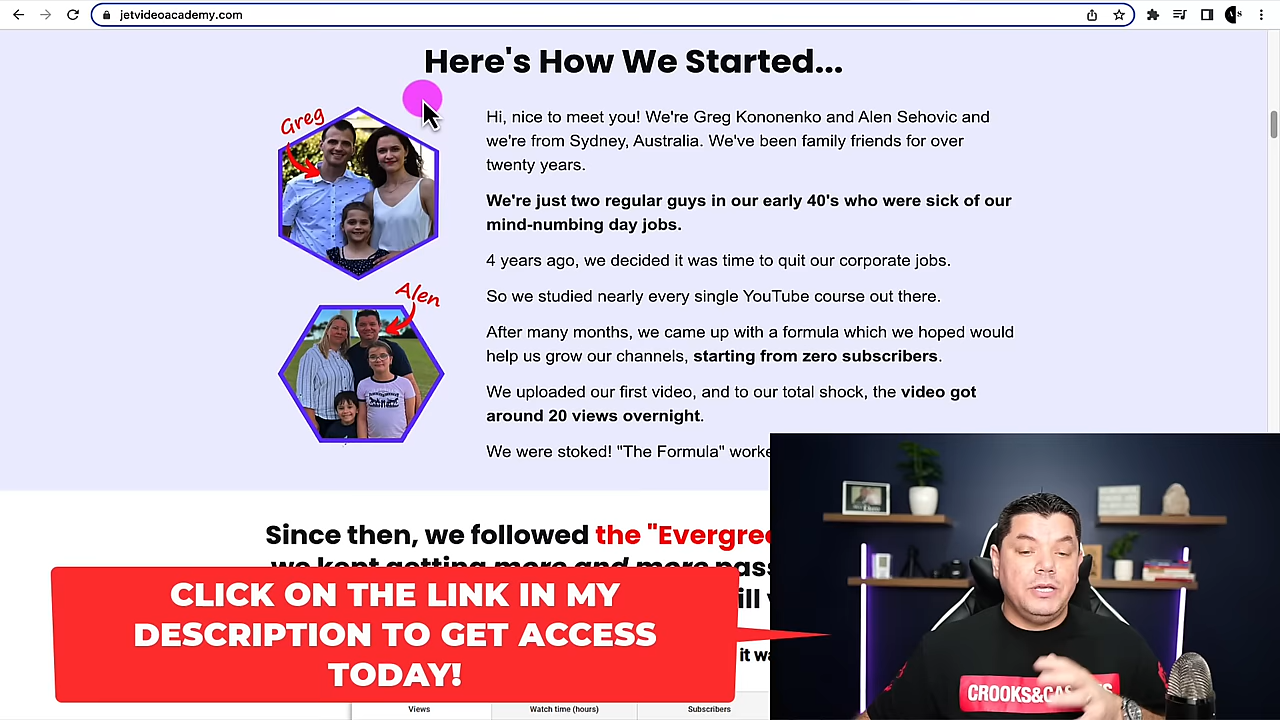 jetvideoacademy.com
Here's How We Started...
Greg
Hi, nice to meet you! We're Greg Kononenko and Alen Sehovic and
we're from Sydney, Australia. We've been family friends for over
twenty years.
We're just two regular guys in our early 40's who were sick of our
mind-numbing day jobs.
4 years ago, we decided it was time to quit our corporate jobs.
Alen
So we studied nearly every single YouTube course out there.
After many months, we came up with a formula which we hoped would
help us grow our channels, starting from zero subscribers.
We uploaded our first video, and to our total shock, the video got
around 20 views overnight.
We were stoked! "The Formula" worke
Since then, we followed the "Evergree
we kept getting more and more pas
ill
it wa
CLICK ON THE LINK IN MY
DESCRIPTION TO GET ACCESS
TODAY!
Views
Watch time (hours)
Subscribers
CROOKS&CA